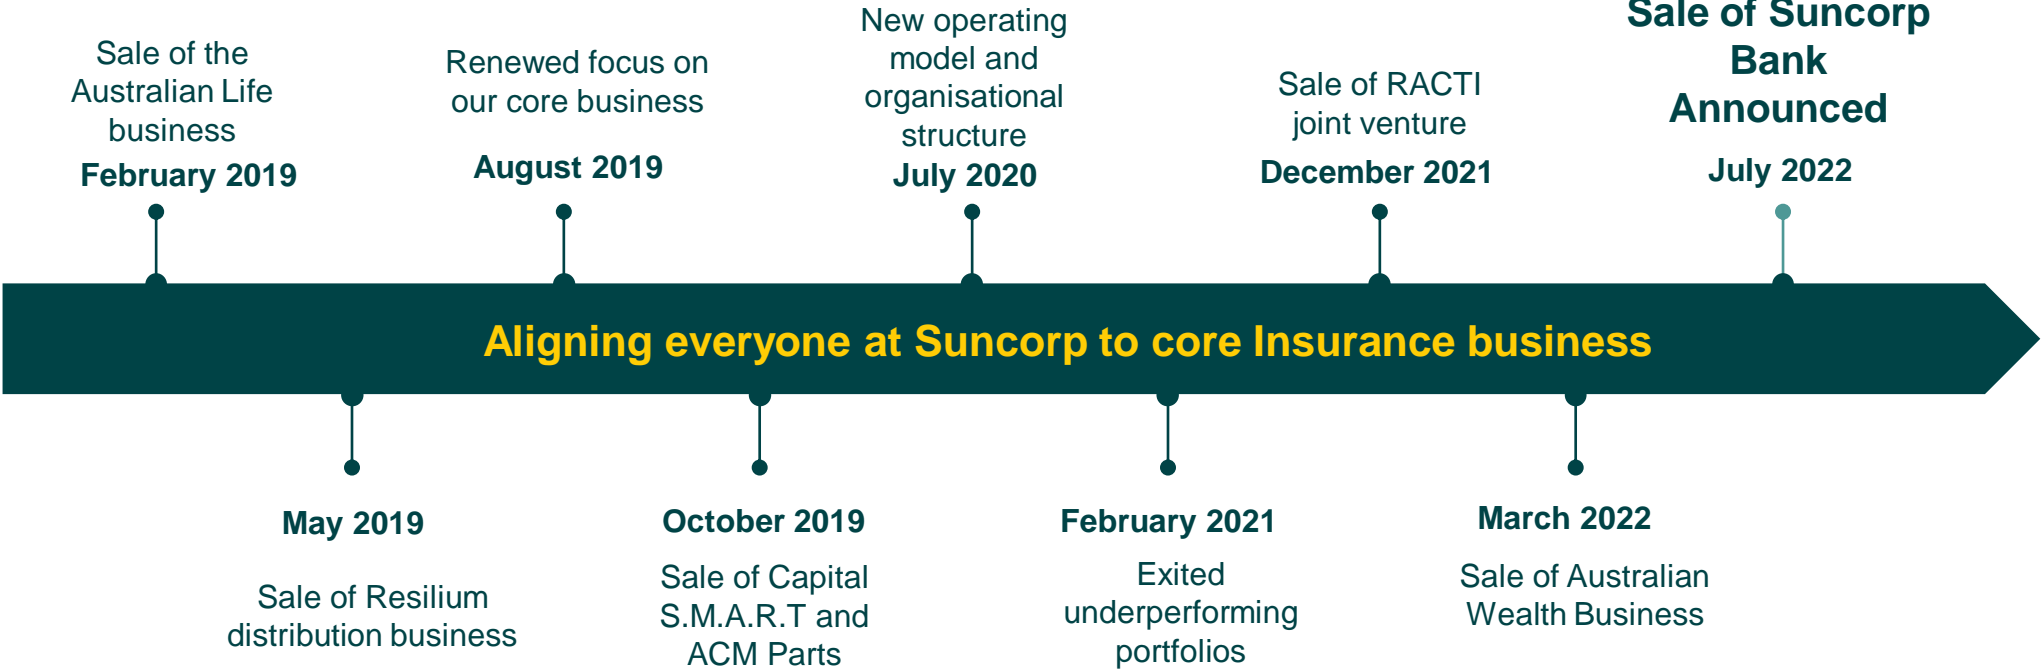 Sale of the
Australian Life
business
February 2019
Renewed focus on
our core business
August 2019
New operating
model and
organisational
structure
July 2020
Sale of RACTI
joint venture
December 2021
Sale of Suncorp
Bank
Announced
July 2022
Aligning everyone at Suncorp to core Insurance business
May 2019
Sale of Resilium
distribution business
October 2019
Sale of Capital
S.M.A.R.T and
ACM Parts
February 2021
Exited
underperforming
portfolios
March 2022
Sale of Australian
Wealth Business